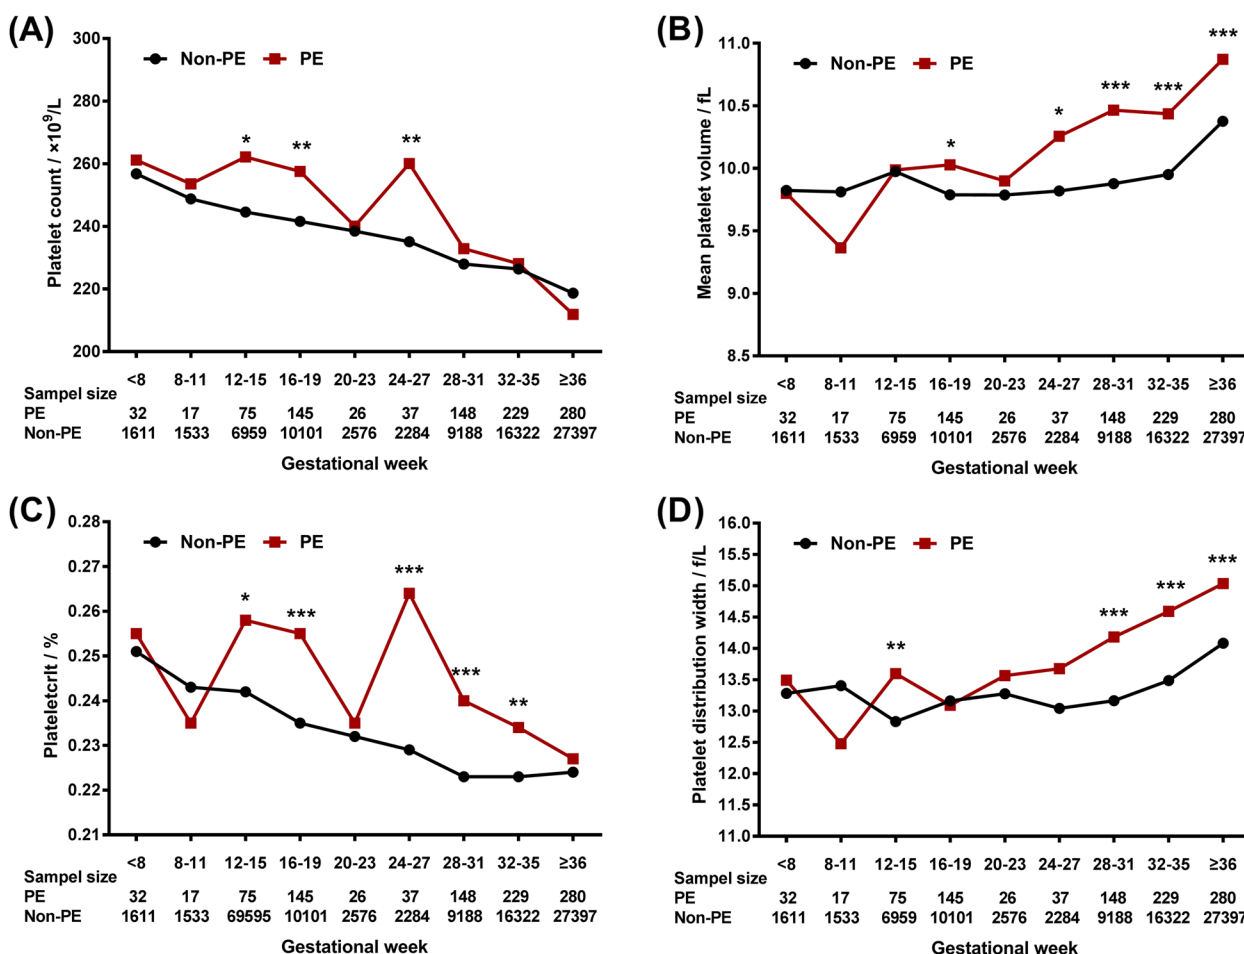 (A)
300
280
260
240
220
200
Platelet count / ×10⁹/L
Non-PE PE
* ** **
<8 8-11 12-15 16-19 20-23 24-27 28-31 32-35 ≥36
Sampel size
PE 32 17 75 145 26 37 148 229 280
Non-PE 1611 1533 6959 10101 2576 2284 9188 16322 27397
Gestational week
(B)
11.0
10.5
10.0
9.5
9.0
8.5
Mean platelet volume / fL
Non-PE PE
* * *** *** ***
<8 8-11 12-15 16-19 20-23 24-27 28-31 32-35 ≥36
Sampel size
PE 32 17 75 145 26 37 148 229 280
Non-PE 1611 1533 6959 10101 2576 2284 9188 16322 27397
Gestational week
(C)
0.28
0.27
0.26
0.25
0.24
0.23
0.22
0.21
Plateletcrlt / %
Non-PE PE
* *** *** *** **
<8 8-11 12-15 16-19 20-23 24-27 28-31 32-35 ≥36
Sampel size
PE 32 17 75 145 26 37 148 229 280
Non-PE 1611 1533 69595 10101 2576 2284 9188 16322 27397
Gestational week
(D)
16.0
15.5
15.0
14.5
14.0
13.5
13.0
12.5
12.0
11.5
11.0
Platelet distribution width / f/L
Non-PE PE
** *** *** ***
<8 8-11 12-15 16-19 20-23 24-27 28-31 32-35 ≥36
Sampel size
PE 32 17 75 145 26 37 148 229 280
Non-PE 1611 1533 6959 10101 2576 2284 9188 16322 27397
Gestational week